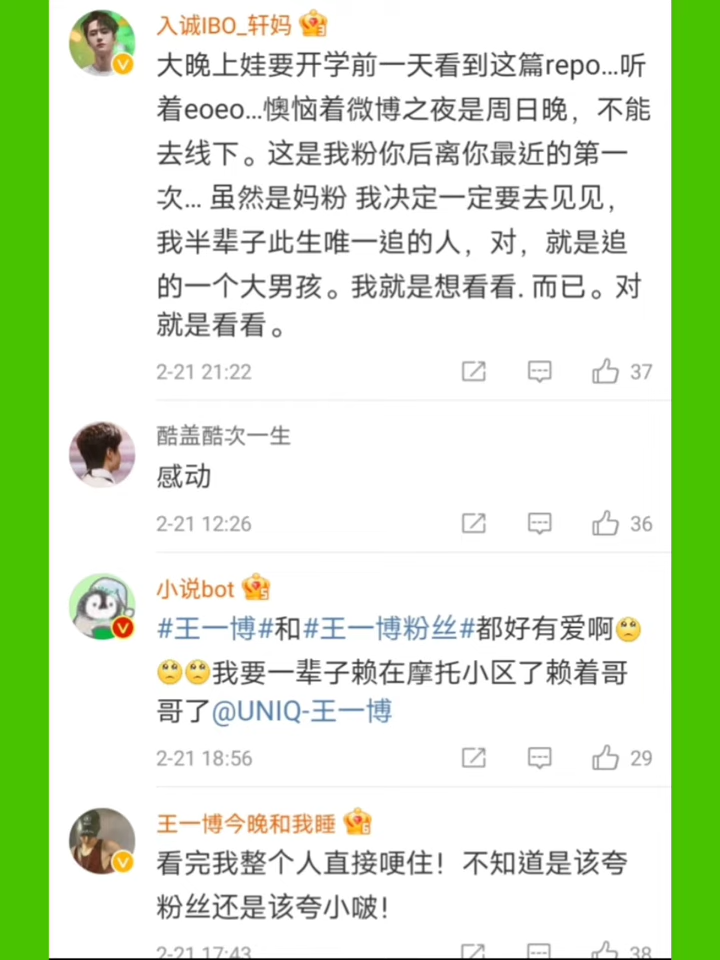 入诚IBO_轩妈
大晚上娃要开学前一天看到这篇repo...听
着eoeo...懊恼着微博之夜是周日晚，不能
去线下。这是我粉你后离你最近的第一
次... 虽然是妈粉 我决定一定要去见见，
我半辈子此生唯一追的人，对，就是追
的一个大男孩。我就是想看看. 而已。对
就是看看。
2-21 21:22
37
酷盖酷次一生
感动
2-21 12:26
36
小说bot
#王一博#和#王一博粉丝#都好有爱啊
我要一辈子赖在摩托小区了赖着哥
哥了@UNIQ-王一博
2-21 18:56
29
王一博今晚和我睡
看完我整个人直接哽住！不知道是该夸
粉丝还是该夸小啵！
2-21 17:43
38